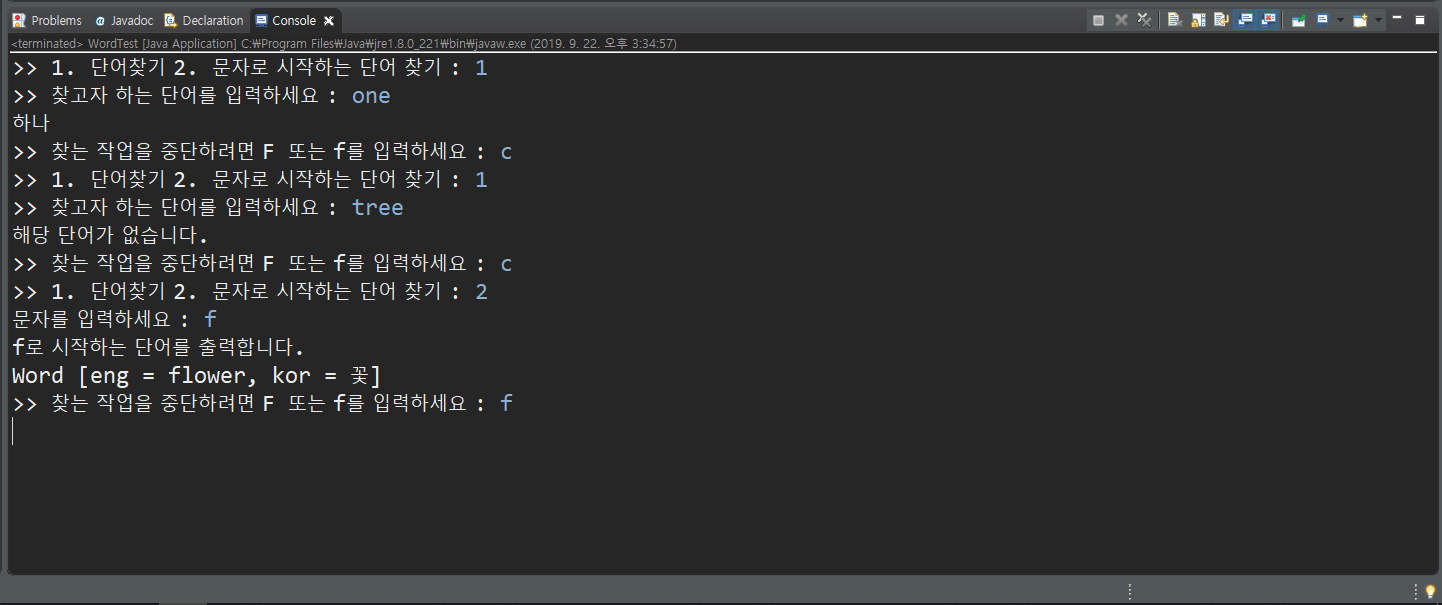 Problems @ Javadoc Declaration Console
<terminated> WordTest [Java Application] C:₩Program Files₩Java₩jre1.8.0_221₩bin₩javaw.exe (2019. 9. 22. 오후 3:34:57)
>> 1. 단어찾기 2. 문자로 시작하는 단어 찾기 : 1
>> 찾고자 하는 단어를 입력하세요 : one
하나
>> 찾는 작업을 중단하려면 F 또는 f를 입력하세요 : c
>> 1. 단어찾기 2. 문자로 시작하는 단어 찾기 : 1
>> 찾고자 하는 단어를 입력하세요 : tree
해당 단어가 없습니다.
>> 찾는 작업을 중단하려면 F 또는 f를 입력하세요 : c
>> 1. 단어찾기 2. 문자로 시작하는 단어 찾기 : 2
문자를 입력하세요 : f
f로 시작하는 단어를 출력합니다.
Word [eng = flower, kor = 꽃]
>> 찾는 작업을 중단하려면 F 또는 f를 입력하세요 : f